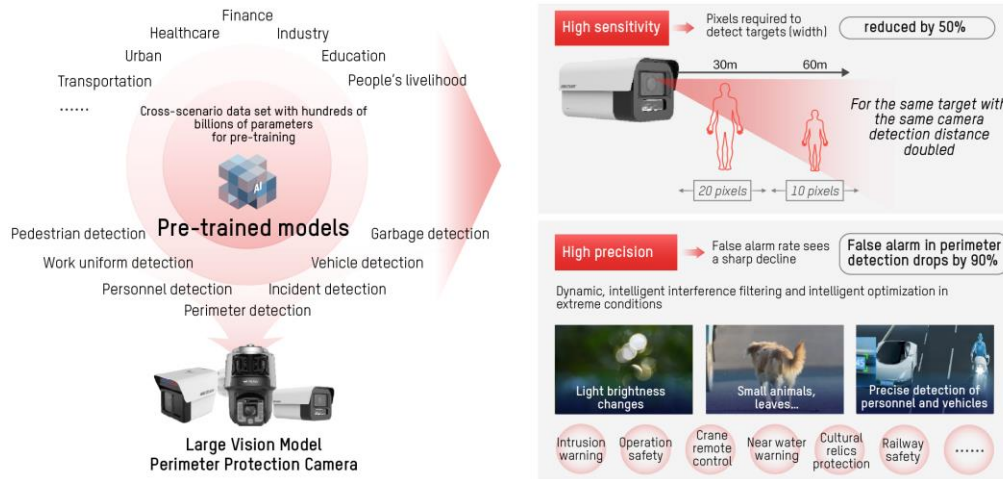 Finance
Healthcare
Industry
Urban
Education
Transportation
People's livelihood
......
Cross-scenario data set with hundreds of
billions of parameters
for pre-training
AI
Pre-trained models
Pedestrian detection
Garbage detection
Work uniform detection
Vehicle detection
Personnel detection
Incident detection
Perimeter detection
Large Vision Model
Perimeter Protection Camera
High sensitivity
Pixels required to
detect targets (width)
reduced by 50%
30m
60m
For the same target with
the same camera
detection distance
doubled
20 pixels
10 pixels
High precision
False alarm rate sees
a sharp decline
False alarm in perimeter
detection drops by 90%
Dynamic, intelligent interference filtering and intelligent optimization in
extreme conditions
Light brightness
changes
Small animals,
leaves...
Precise detection of
personnel and vehicles
Intrusion
warning
Operation
safety
Crane
remote
control
Near water
warning
Cultural
relics
protection
Railway
safety
......